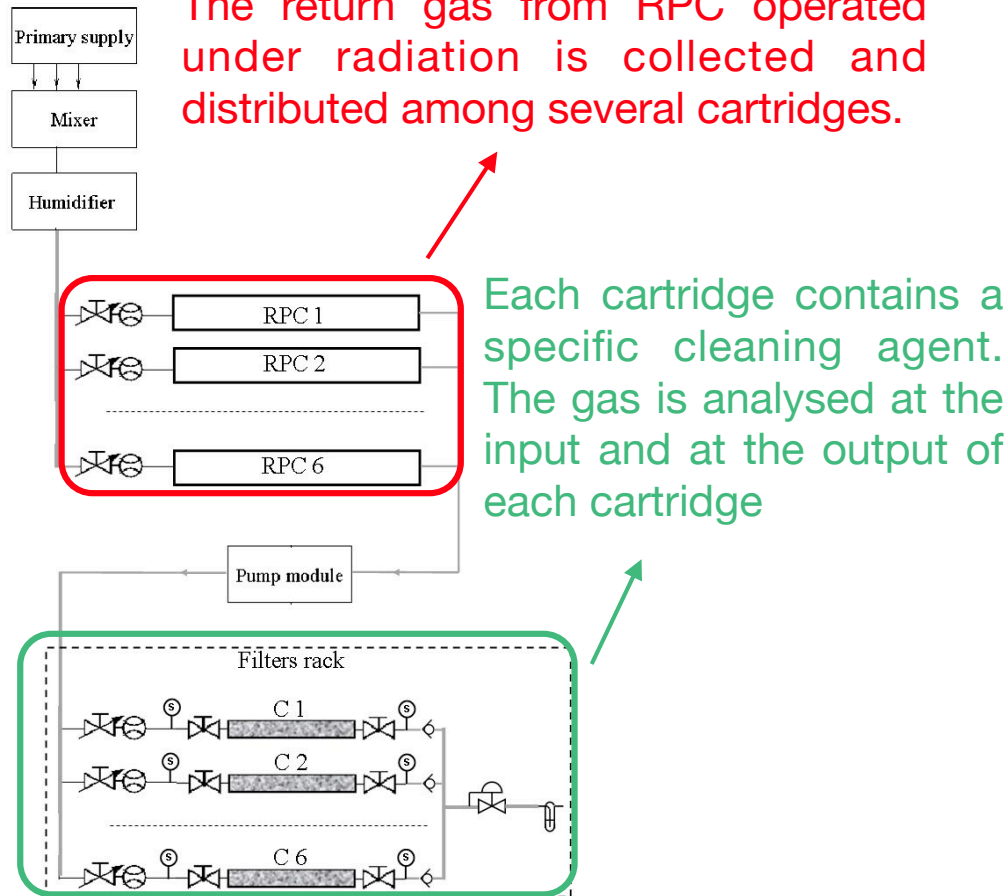 The return gas from RPC operated
under radiation is collected and
distributed among several cartridges.
Primary supply
Mixer
Humidifier
RPC 1
RPC 2
RPC 6
Each cartridge contains a
specific cleaning agent.
The gas is analysed at the
input and at the output of
each cartridge
Pump module
Filters rack
S
C 1
S
S
C 2
S
S
C 6
S